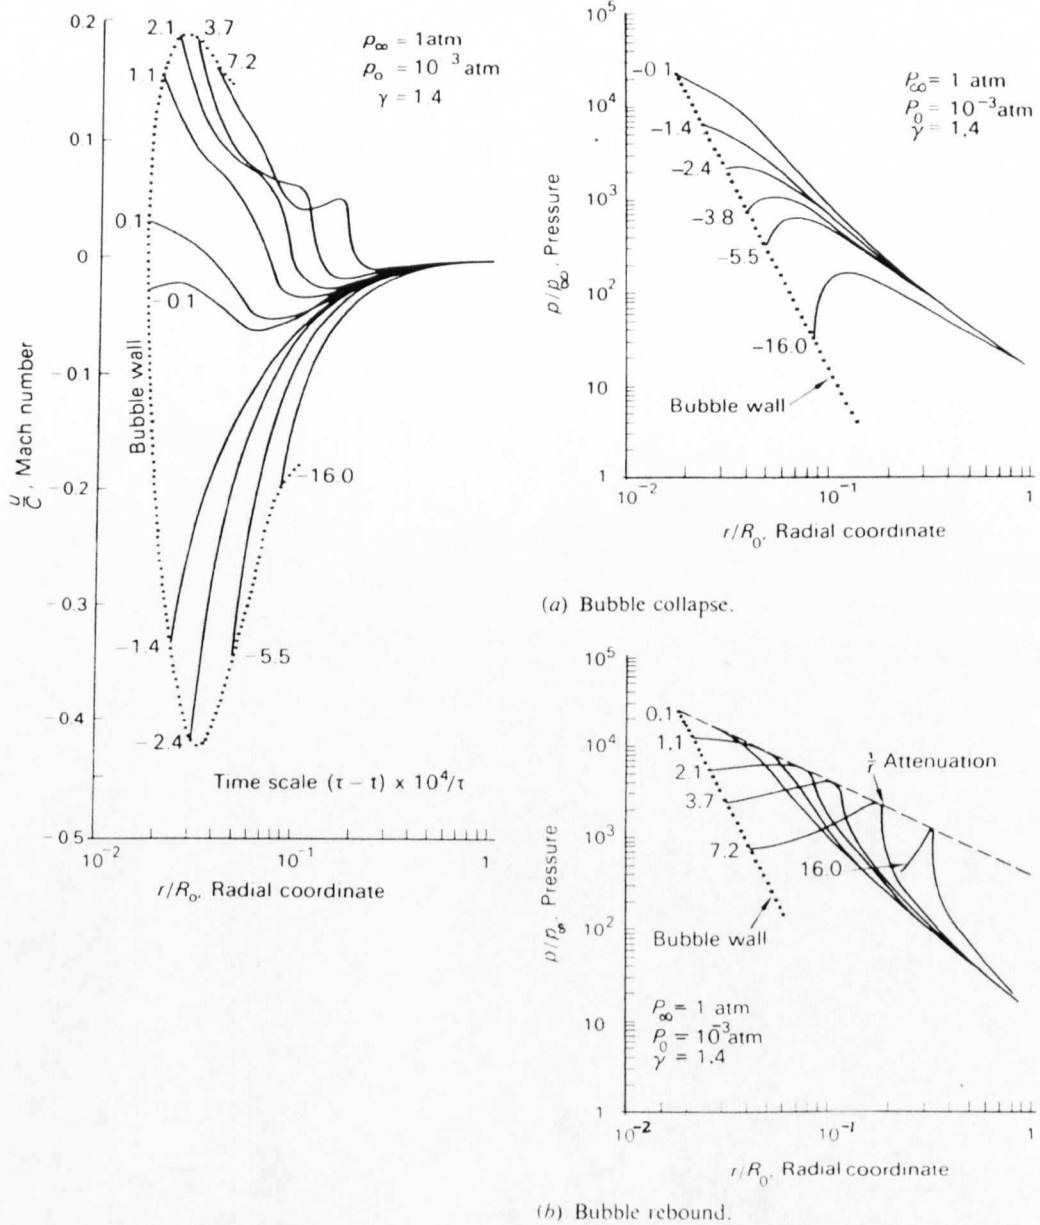 0.2
0.1
0
-0.1
-0.2
-0.3
-0.4
-0.5
u/C, Mach number
2.1
3.7
7.2
1.1
0.1
-0.1
-16.0
-1.4
-5.5
-2.4
Bubble wall
p∞ = 1atm
p₀ = 10⁻³ atm
γ = 1.4
Time scale (τ - t) x 10⁴/τ
10⁻²
10⁻¹
1
r/R₀, Radial coordinate
10⁵
10⁴
10³
10²
10
1
p/p∞, Pressure
-0.1
-1.4
-2.4
-3.8
-5.5
-16.0
Bubble wall
P∞ = 1 atm
P₀ = 10⁻³atm
γ = 1.4
10⁻²
10⁻¹
1
r/R₀, Radial coordinate
(a) Bubble collapse.
10⁵
10⁴
10³
10²
10
1
p/p∞, Pressure
0.1
1.1
2.1
3.7
7.2
16.0
1/r Attenuation
Bubble wall
P∞ = 1 atm
P₀ = 10⁻³atm
γ = 1.4
10⁻²
10⁻¹
1
r/R₀, Radial coordinate
(b) Bubble rebound.